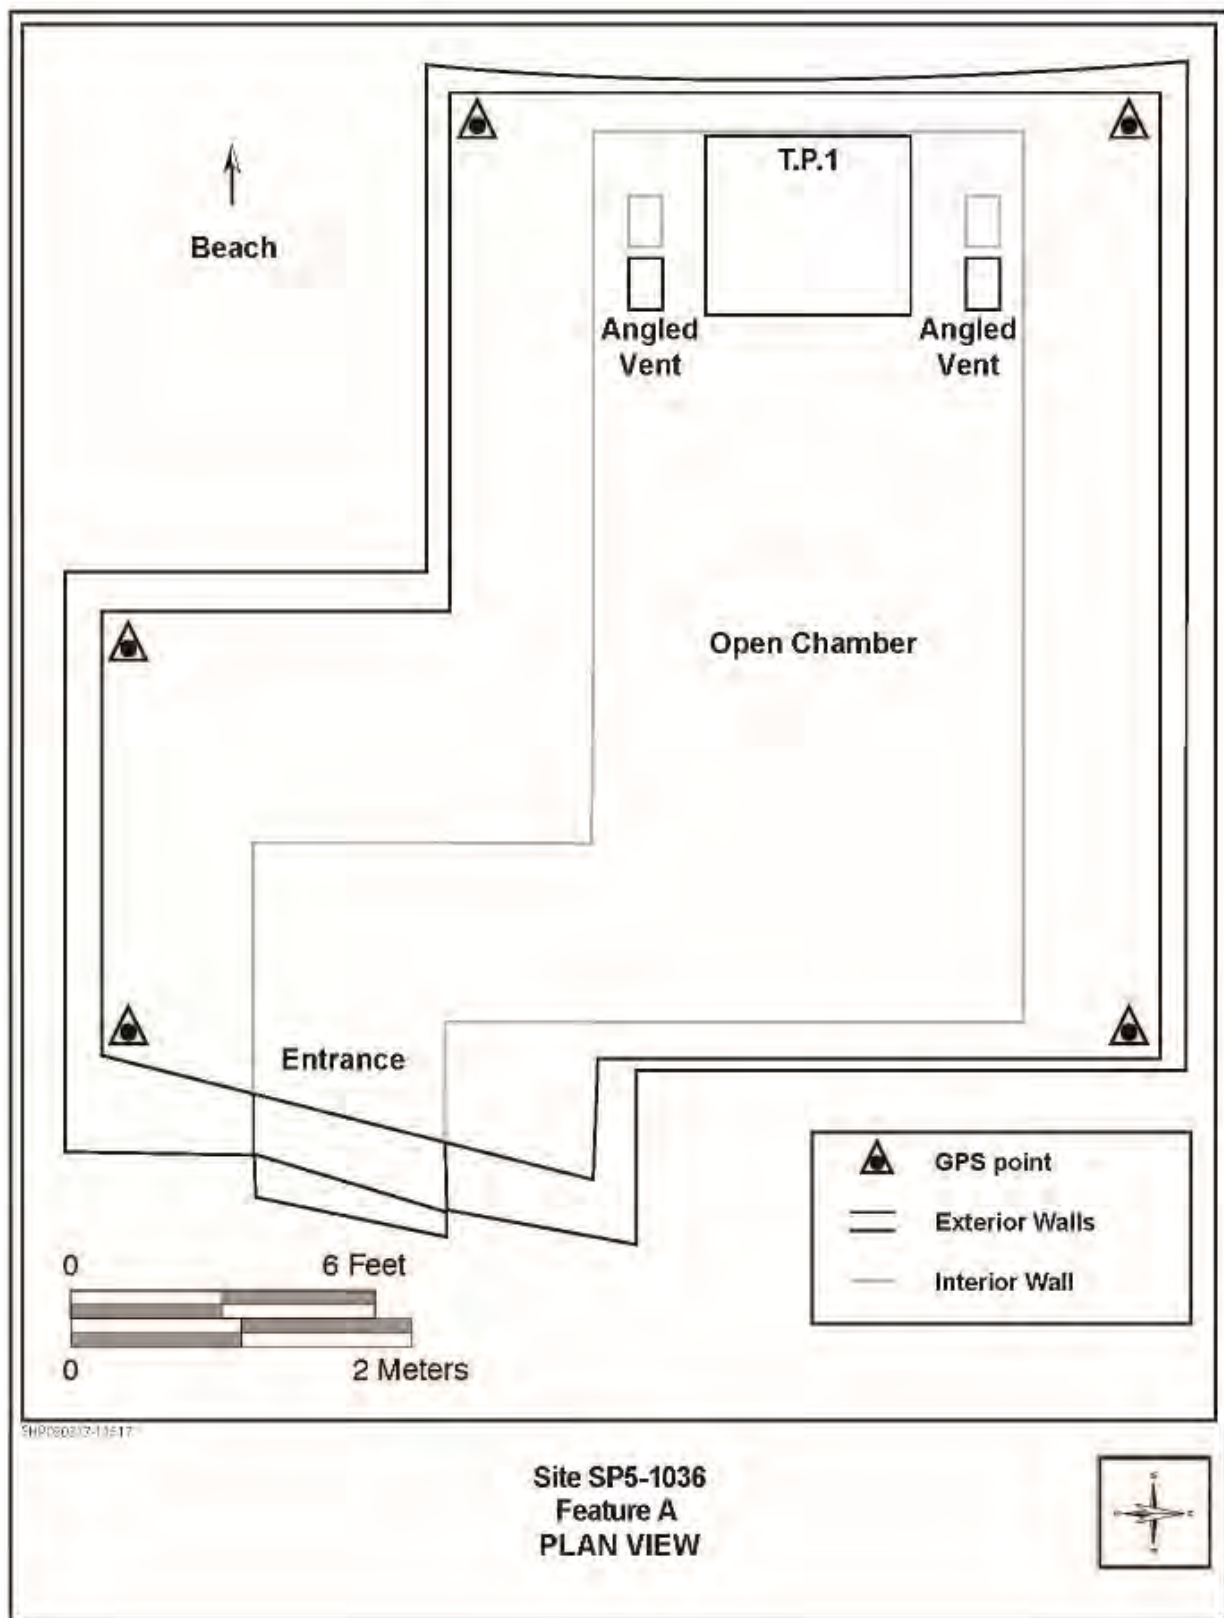 Beach
T.P.1
Angled
Vent
Angled
Vent
Open Chamber
Entrance
GPS point
Exterior Walls
Interior Wall
0
6 Feet
0
2 Meters
Site SP5-1036
Feature A
PLAN VIEW